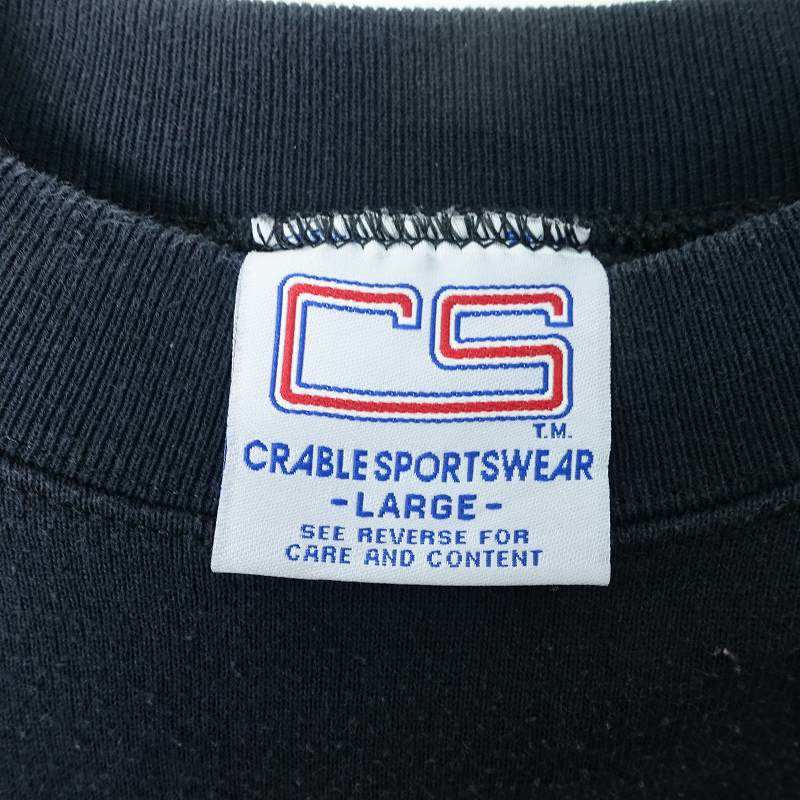 CS
T.M.
CRABLE SPORTSWEAR
-LARGE-
SEE REVERSE FOR
CARE AND CONTENT